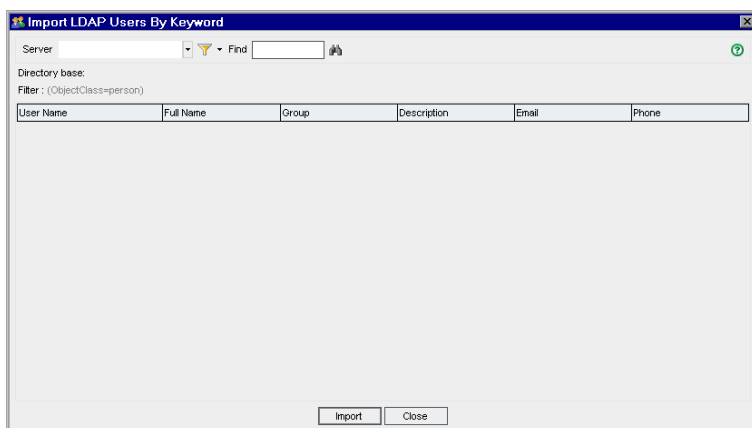 Import LDAP Users By Keyword
Server Find
Directory base:
Filter : (ObjectClass=person)
User Name Full Name Group Description Email Phone
Import Close